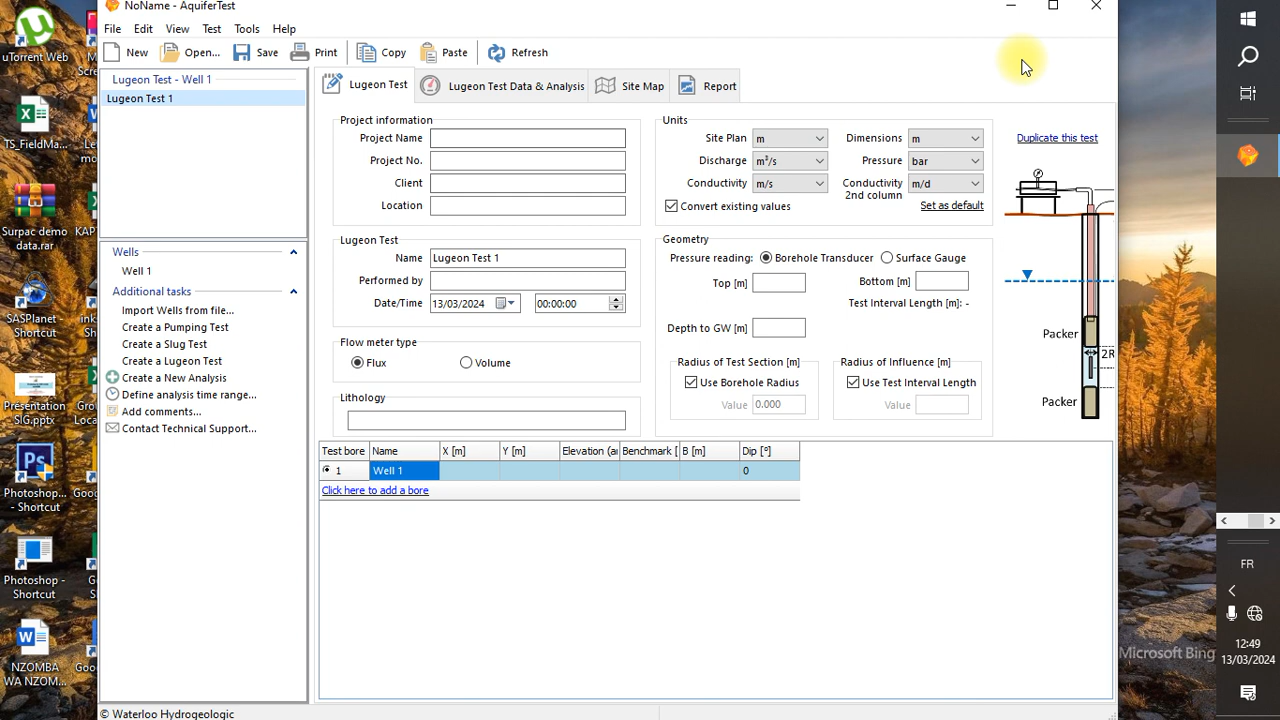 NoName - AquiferTest
File Edit View Test Tools Help
New Open... Save Print Copy Paste Refresh
Lugeon Test - Well 1
Lugeon Test 1
Wells
Well 1
Additional tasks
Import Wells from file...
Create a Pumping Test
Create a Slug Test
Create a Lugeon Test
Create a New Analysis
Define analysis time range...
Add comments...
Contact Technical Support...
Lugeon Test Lugeon Test Data & Analysis Site Map Report
Project information
Project Name
Project No.
Client
Location
Units
Site Plan m Dimensions m
Discharge m³/s Pressure bar
Conductivity m/s Conductivity 2nd column m/d
Convert existing values Set as default
Duplicate this test
Lugeon Test
Name Lugeon Test 1
Performed by
Date/Time 13/03/2024 00:00:00
Geometry
Pressure reading: Borehole Transducer Surface Gauge
Top [m] Bottom [m]
Test Interval Length [m]: -
Depth to GW [m]
Flow meter type
Flux Volume
Radius of Test Section [m] Radius of Influence [m]
Use Borehole Radius Use Test Interval Length
Value 0.000 Value
Lithology
Packer
2R
Packer
Test bore Name X [m] Y [m] Elevation (a Benchmark [ B [m] Dip [°]
1 Well 1 0
Click here to add a bore
© Waterloo Hydrogeologic
uTorrent Web
TS_FieldMa...
Surpac demo
data.rar
SASPlanet -
Shortcut
Presentation
SIG.pptx
Photoshop...
- Shortcut
Photoshop -
Shortcut
NZOMBA
WA NZOM...
Microsoft Bing
FR
12:49
13/03/2024